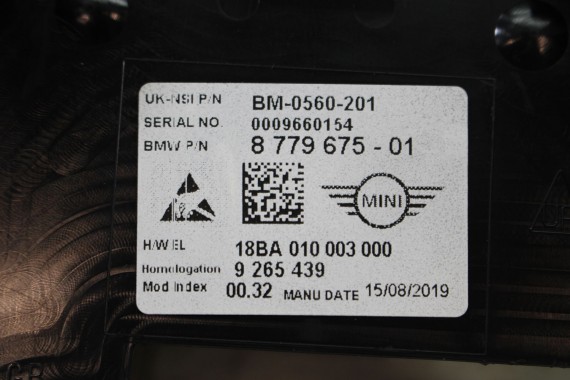 UK-NSI P/N BM-0560-201
SERIAL NO. 0009660154
BMW P/N 8 779 675 - 01
MINI
H/W EL 18BA 010 003 000
Homologation 9 265 439
Mod Index 00.32 MANU DATE 15/08/2019